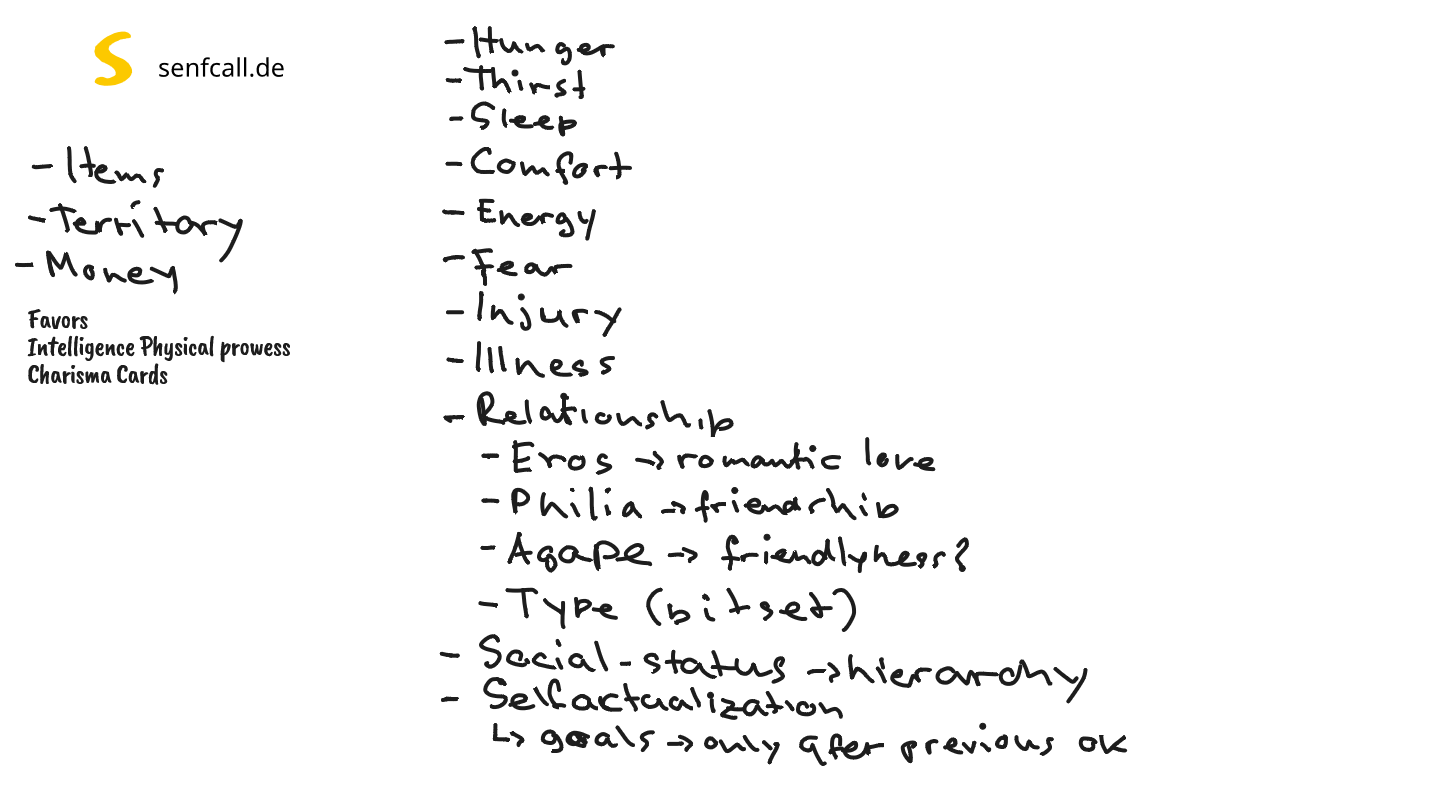 senfcall.de
- Items
- Territory
- Money
Favors
Intelligence Physical prowess
Charisma Cards
- Hunger
- Thirst
- Sleep
- Comfort
- Energy
- Fear
- Injury
- Illness
- Relationship
- Eros → romantic love
- Philia → friendship
- Agape → friendlyness?
- Type (bitset)
- Social-status → hierarchy
- Selfactualization
↳ goals → only after previous ok